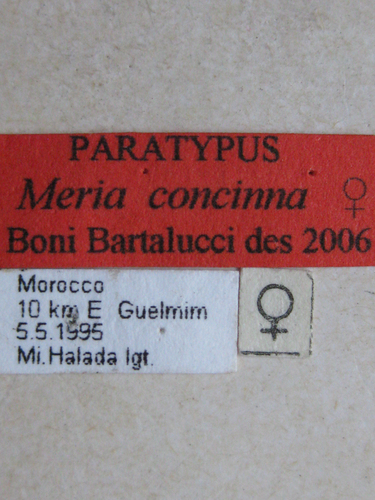 PARATYPUS
Meria concinna ♀
Boni Bartalucci des 2006
Morocco
10 km E Guelmim
5.5.1995
Mi.Halada lgt.
♀